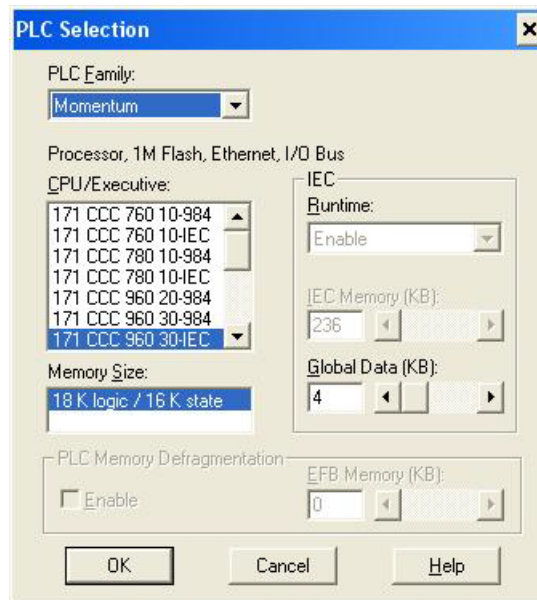 PLC Selection
PLC Family:
Momentum
Processor, 1M Flash, Ethernet, I/O Bus
CPU/Executive:
171 CCC 760 10-984
171 CCC 760 10-IEC
171 CCC 780 10-984
171 CCC 780 10-IEC
171 CCC 960 20-984
171 CCC 960 30-984
171 CCC 960 30-IEC
IEC
Runtime:
Enable
IEC Memory (KB):
236
Global Data (KB):
4
Memory Size:
18 K logic / 16 K state
PLC Memory Defragmentation
Enable
EFB Memory (KB):
0
OK Cancel Help